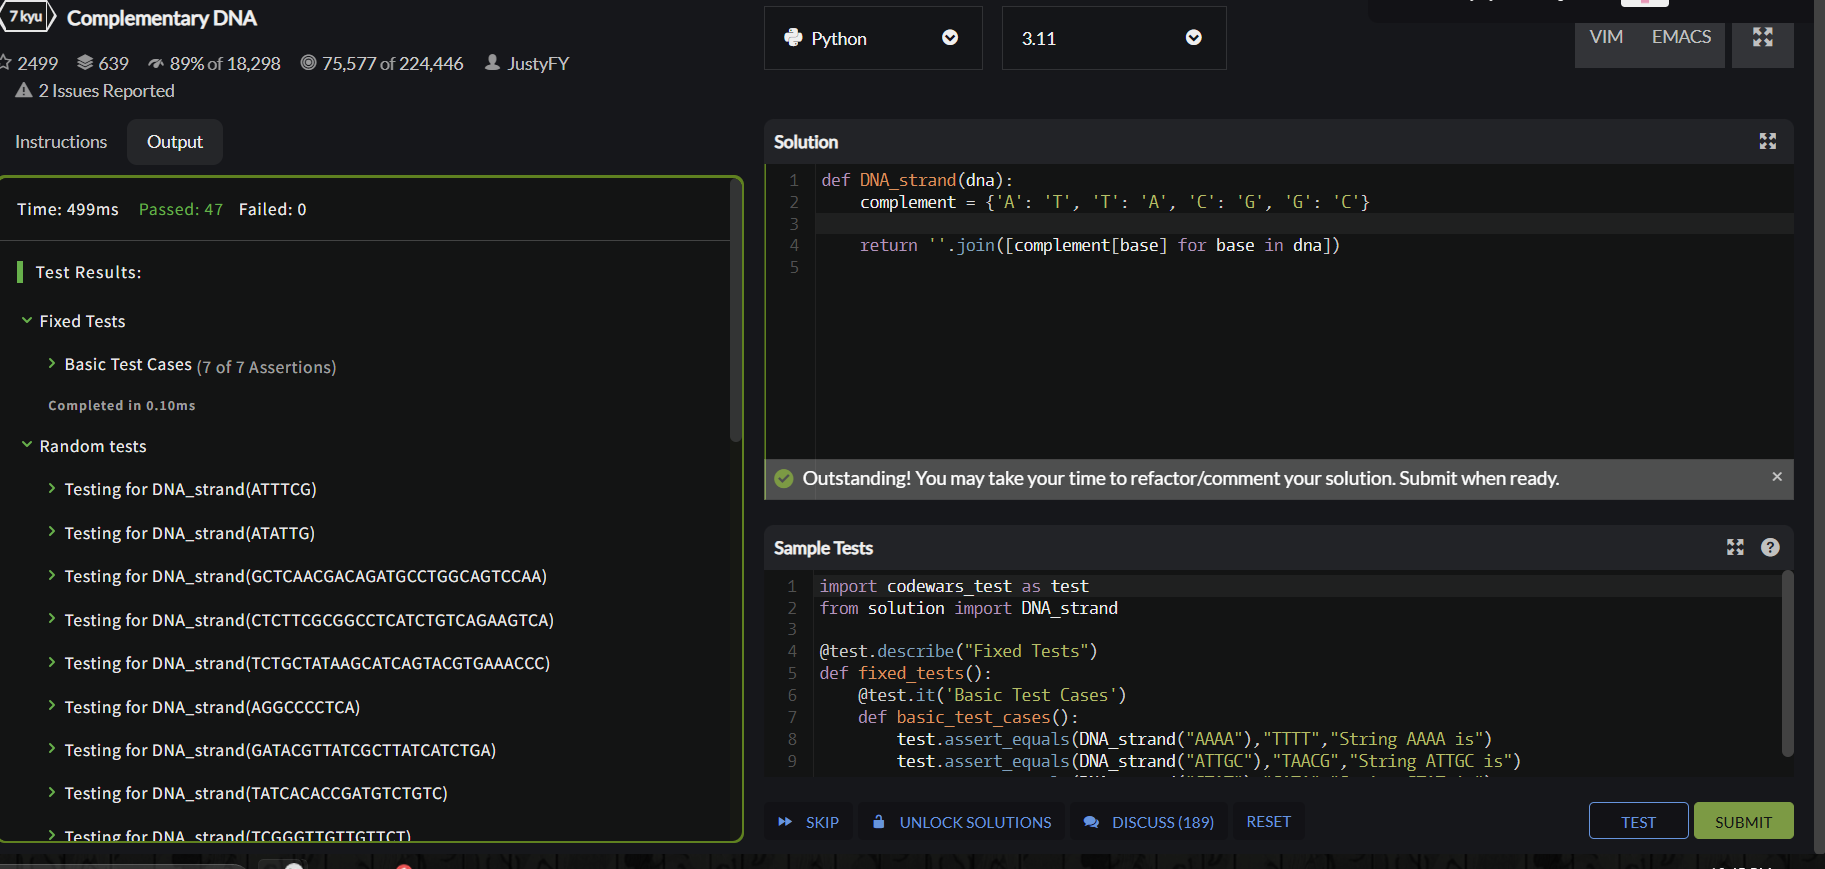 7 kyu Complementary DNA
2499 639 89% of 18,298 75,577 of 224,446 JustyFY
2 Issues Reported
Instructions Output
Time: 499ms Passed: 47 Failed: 0
Test Results:
Fixed Tests
Basic Test Cases (7 of 7 Assertions)
Completed in 0.10ms
Random tests
Testing for DNA_strand(ATTTCG)
Testing for DNA_strand(ATATTG)
Testing for DNA_strand(GCTCAACGACAGATGCCTGGCAGTCCAA)
Testing for DNA_strand(CTCTTCGCGGCCTCATCTGTCAGAAGTCA)
Testing for DNA_strand(TCTGCTATAAGCATCAGTACGTGAAACCC)
Testing for DNA_strand(AGGCCCCTCA)
Testing for DNA_strand(GATACGTTATCGCTTATCATCTGA)
Testing for DNA_strand(TATCACACCGATGTCTGTC)
Testing for DNA_strand(TCGGGTTGTTGTTCT)
Python 3.11 VIM EMACS
Solution
1 def DNA_strand(dna):
2 complement = {'A': 'T', 'T': 'A', 'C': 'G', 'G': 'C'}
3
4 return ''.join([complement[base] for base in dna])
5
Outstanding! You may take your time to refactor/comment your solution. Submit when ready.
Sample Tests
1 import codewars_test as test
2 from solution import DNA_strand
3
4 @test.describe("Fixed Tests")
5 def fixed_tests():
6 @test.it('Basic Test Cases')
7 def basic_test_cases():
8 test.assert_equals(DNA_strand("AAAA"),"TTTT","String AAAA is")
9 test.assert_equals(DNA_strand("ATTGC"),"TAACG","String ATTGC is")
SKIP UNLOCK SOLUTIONS DISCUSS (189) RESET TEST SUBMIT